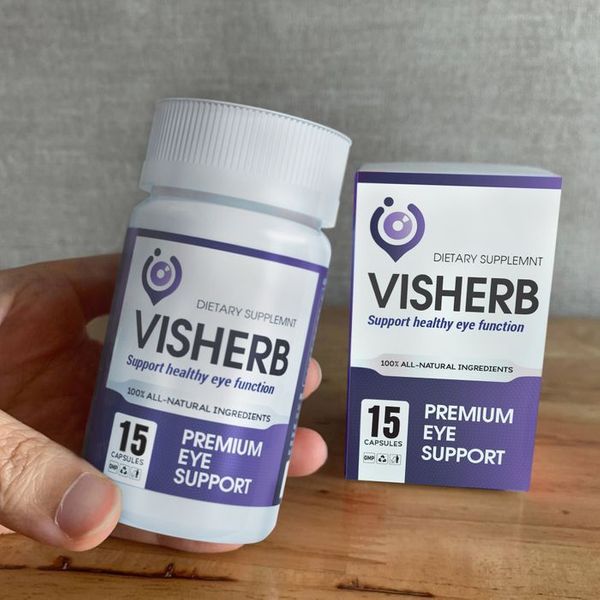 DIETARY SUPPLEMNT
VISHERB
Support healthy eye function
100% ALL-NATURAL INGREDIENTS
15
CAPSULES
GMP
PREMIUM
EYE
SUPPORT
DIETARY SUPPLEMNT
VISHERB
Support healthy eye function
100% ALL-NATURAL INGREDIENTS
15
CAPSULES
GMP
PREMIUM
EYE
SUPPORT